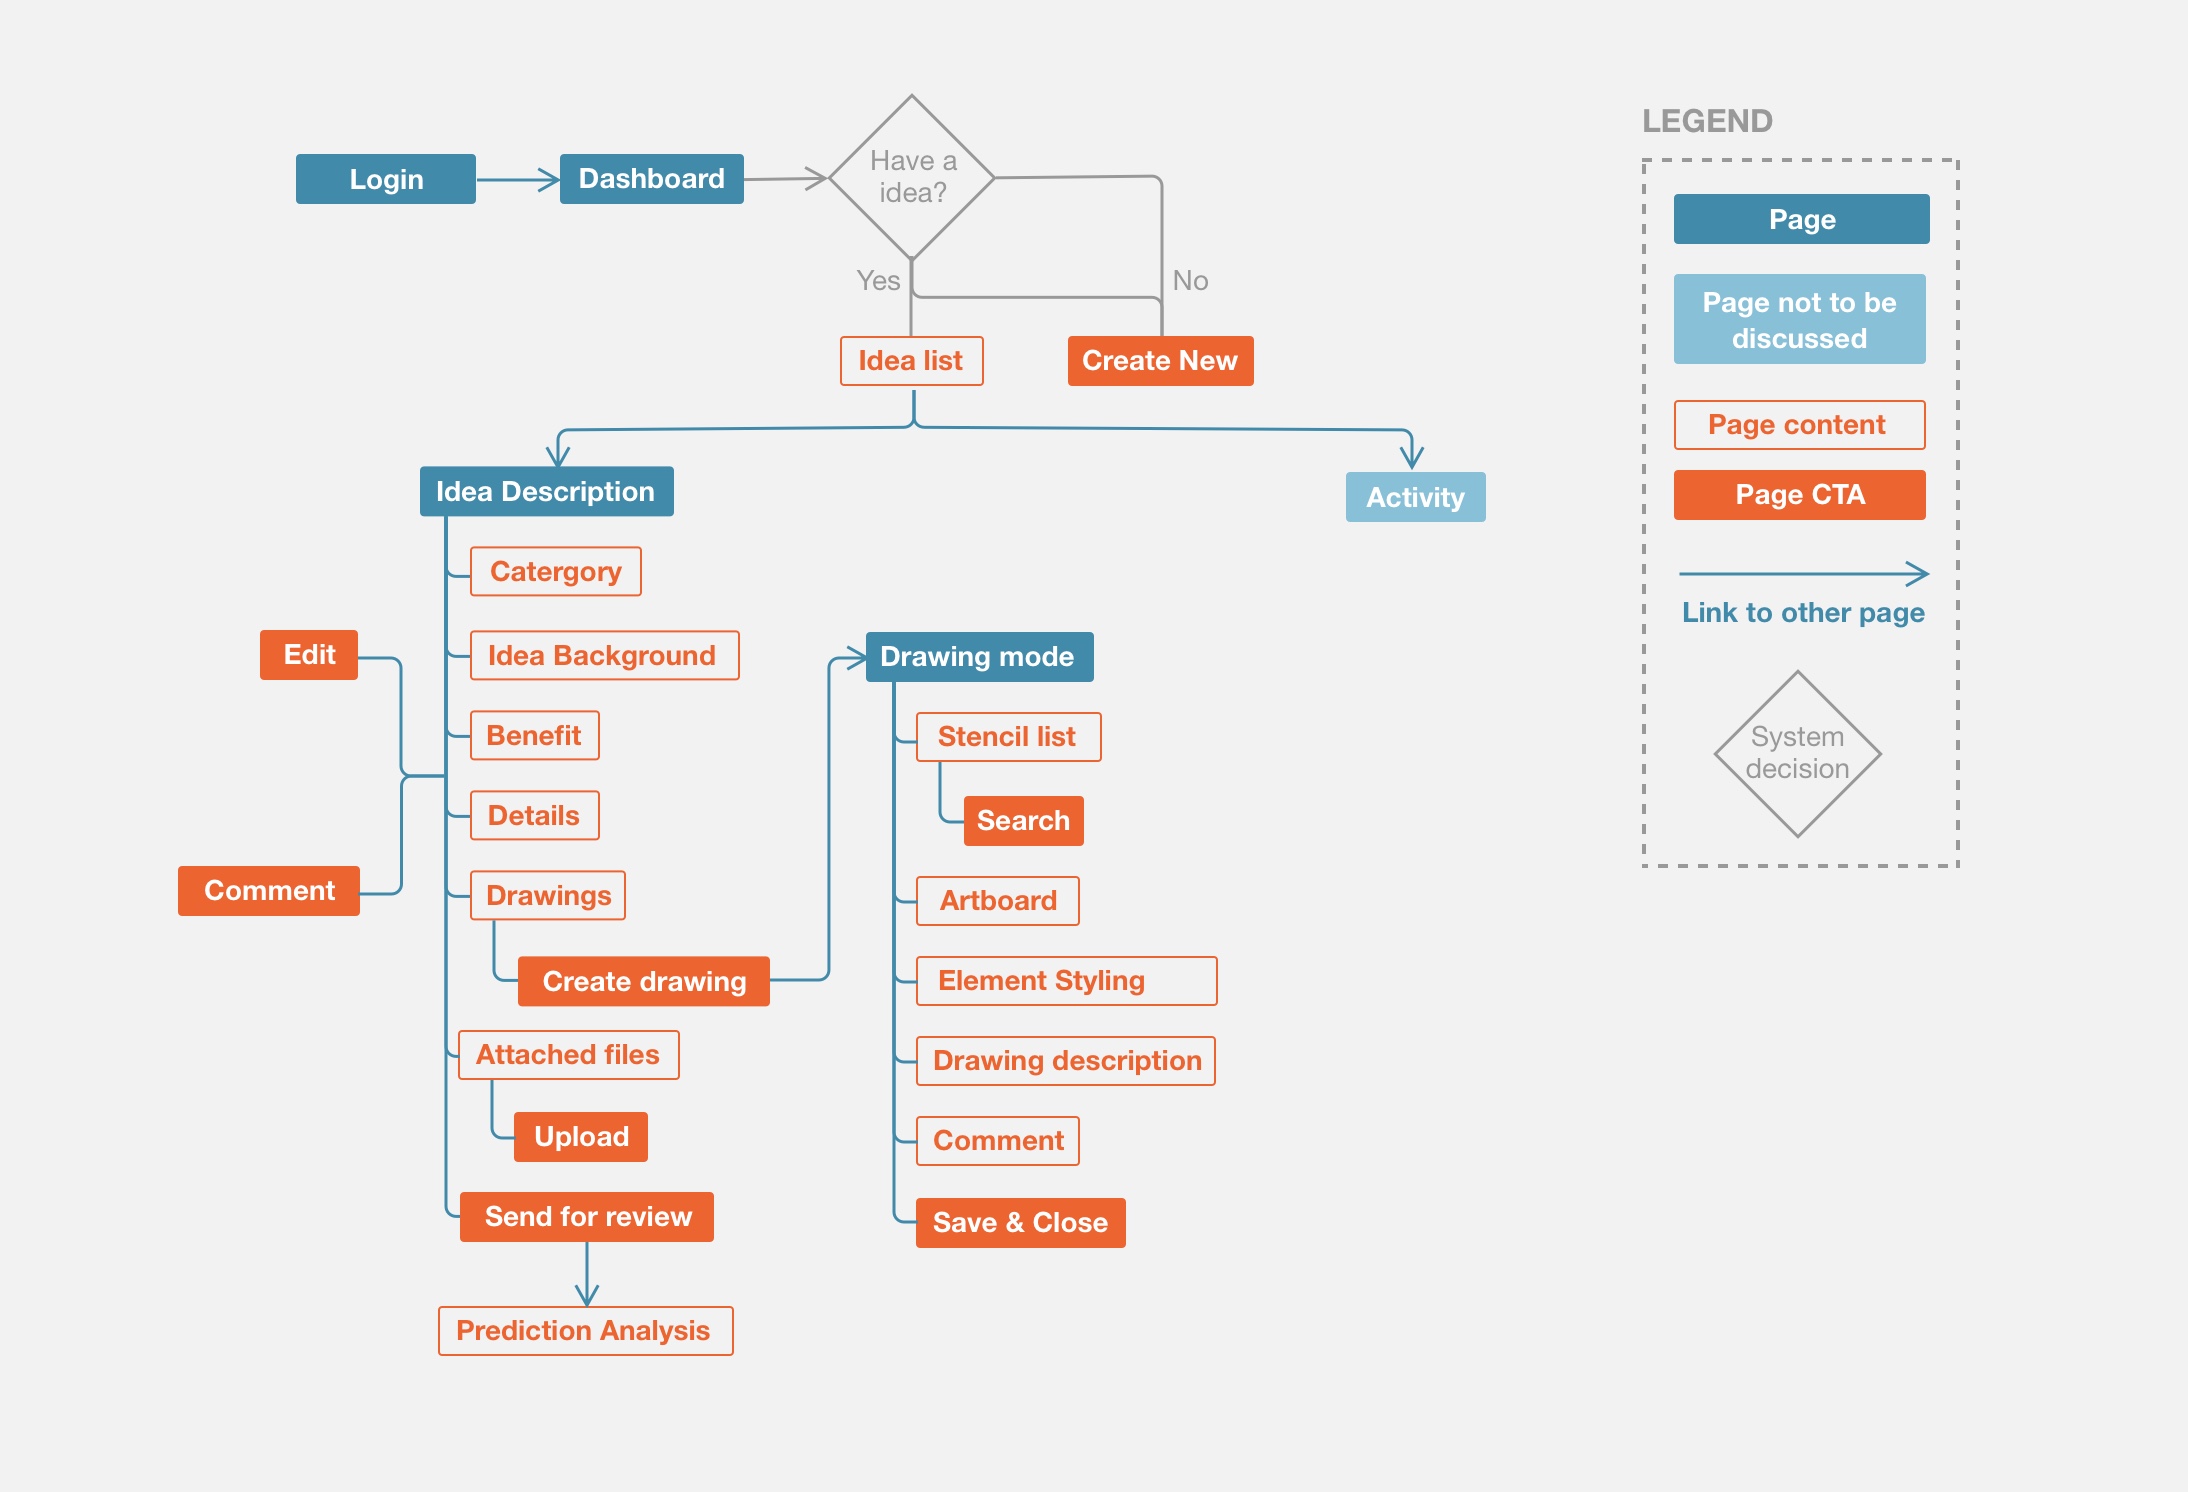 LEGEND
Login
Dashboard
Have a
idea?
Yes
No
Idea list
Create New
Idea Description
Activity
Catergory
Edit
Idea Background
Benefit
Details
Comment
Drawings
Create drawing
Attached files
Upload
Send for review
Prediction Analysis
Drawing mode
Stencil list
Search
Artboard
Element Styling
Drawing description
Comment
Save & Close
Page
Page not to be
discussed
Page content
Page CTA
Link to other page
System
decision